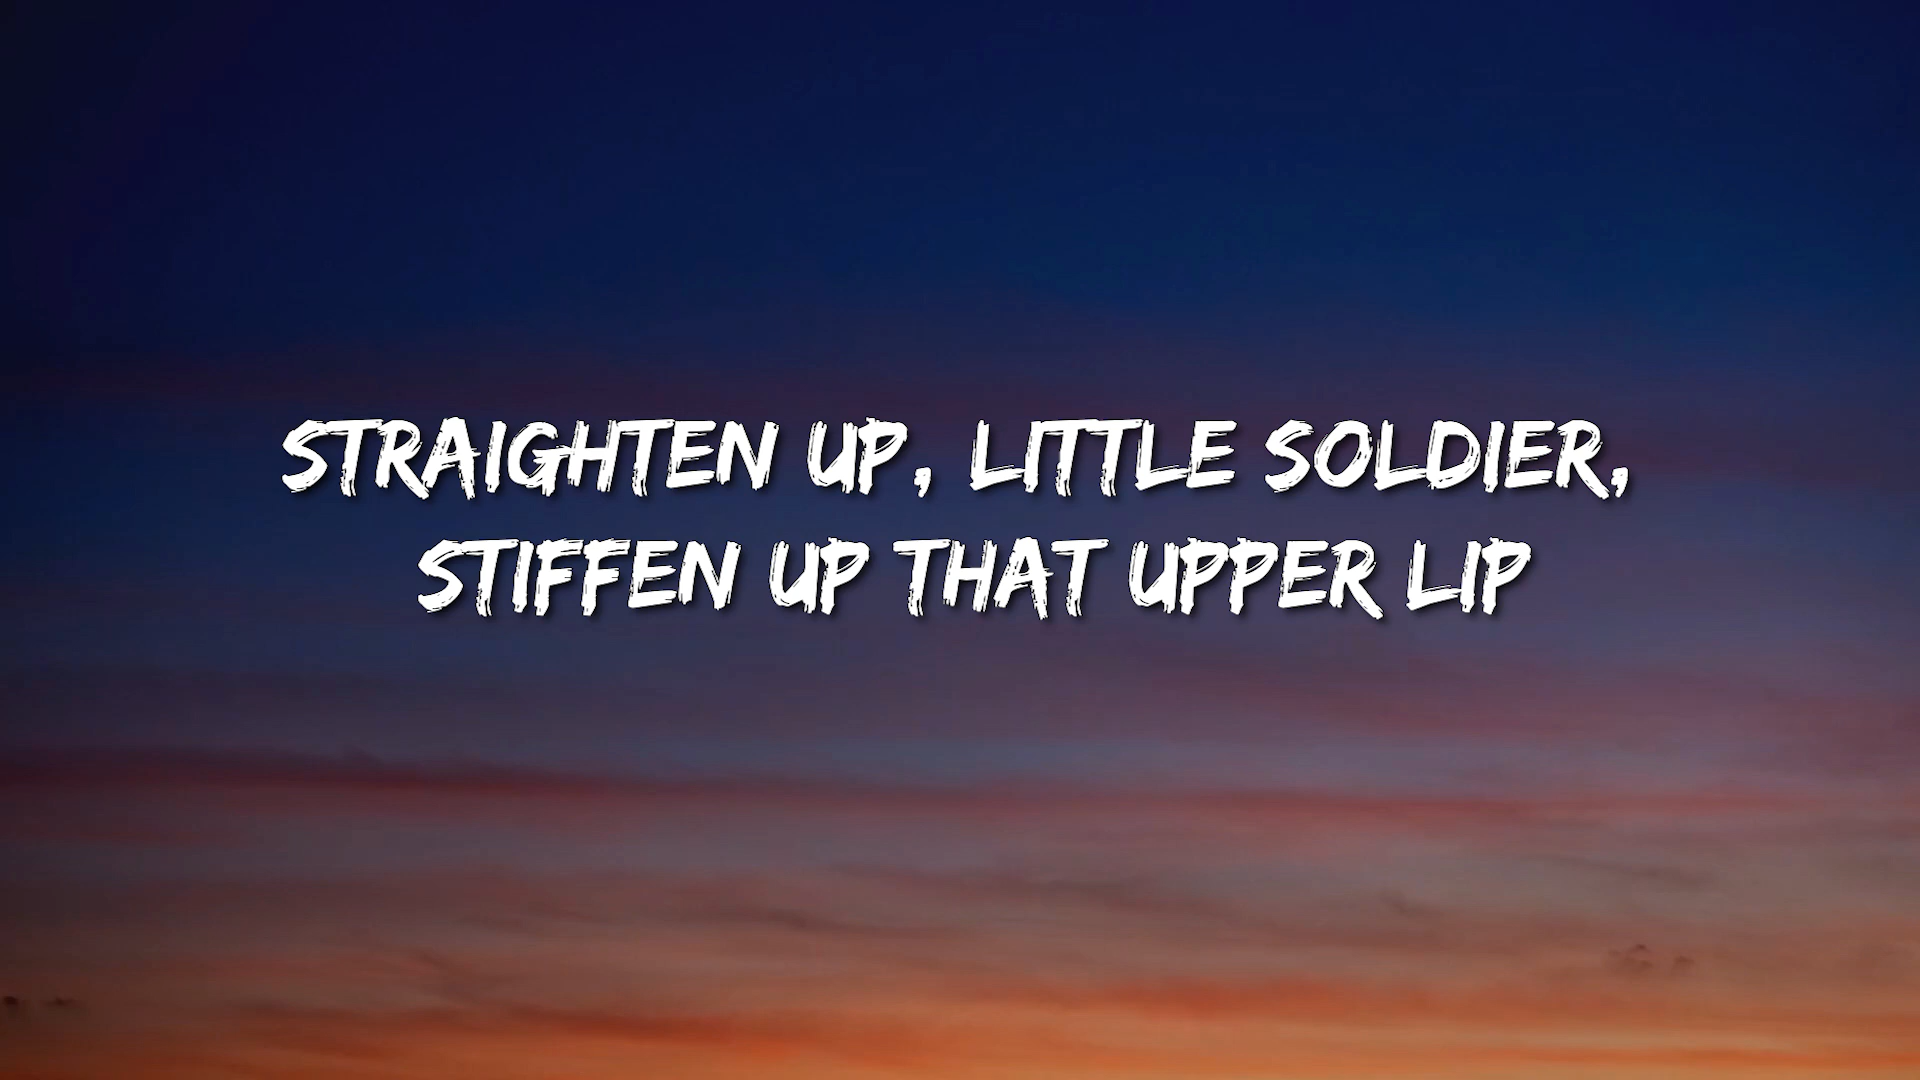 STRAIGHTEN UP, LITTLE SOLDIER,
STIFFEN UP THAT UPPER LIP